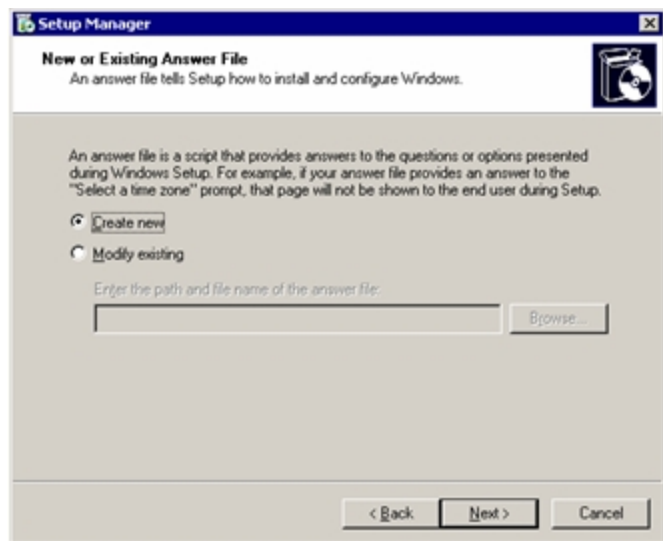 Setup Manager
New or Existing Answer File
An answer file tells Setup how to install and configure Windows.
An answer file is a script that provides answers to the questions or options presented
during Windows Setup. For example, if your answer file provides an answer to the
"Select a time zone" prompt, that page will not be shown to the end user during Setup.
Create new
Modify existing
Enter the path and file name of the answer file:
Browse...
< Back
Next >
Cancel